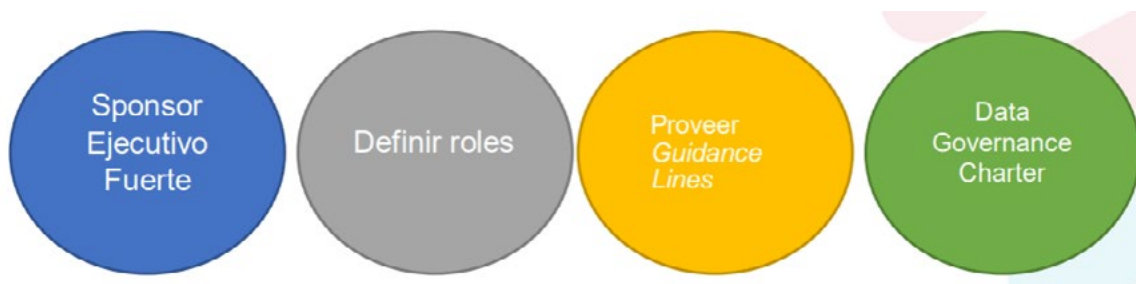 Sponsor
Ejecutivo
Fuerte
Definir roles
Proveer
Guidance
Lines
Data
Governance
Charter